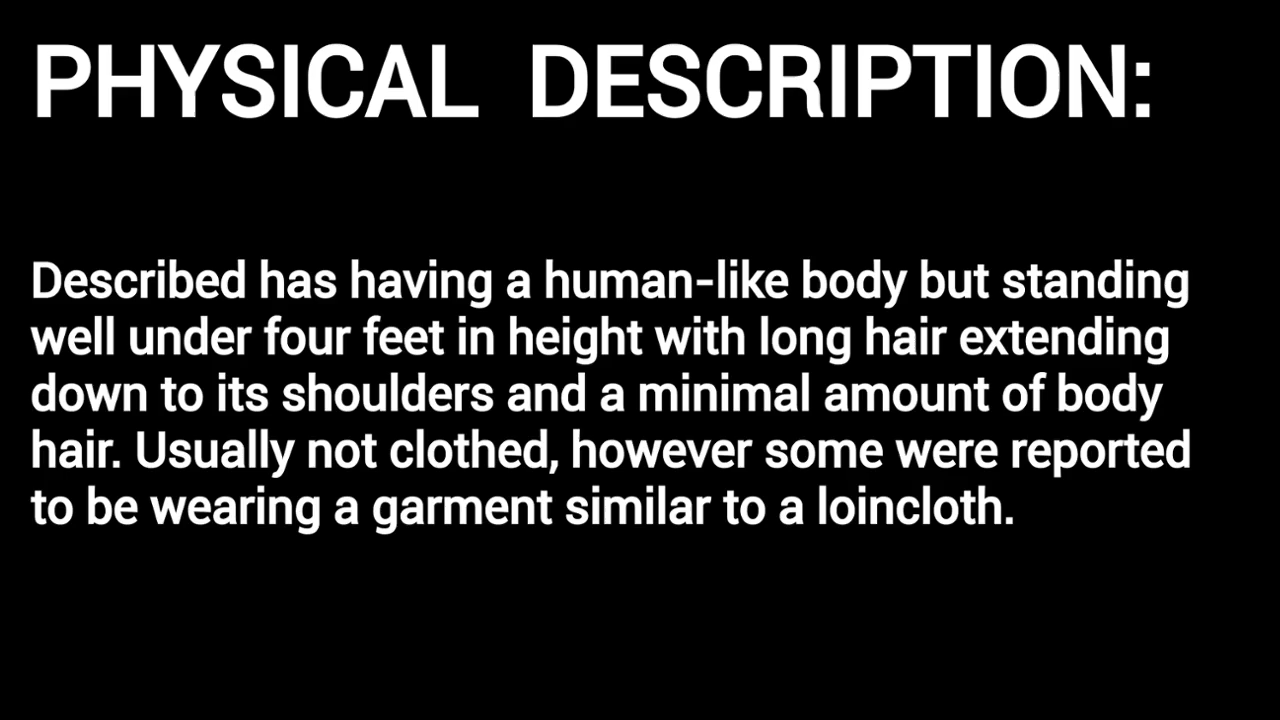 PHYSICAL DESCRIPTION:
Described has having a human-like body but standing
well under four feet in height with long hair extending
down to its shoulders and a minimal amount of body
hair. Usually not clothed, however some were reported
to be wearing a garment similar to a loincloth.